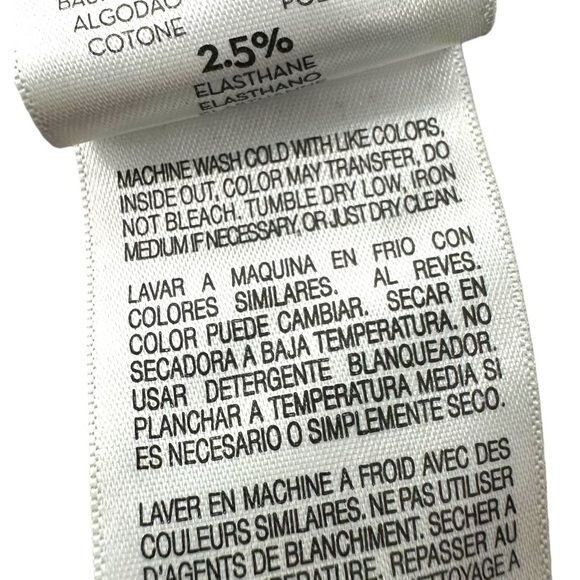 ALGODÃO
COTONE
2.5%
ELASTHANE
ELASTHANO
MACHINE WASH COLD WITH LIKE COLORS,
INSIDE OUT, COLOR MAY TRANSFER, DO
NOT BLEACH. TUMBLE DRY LOW, IRON
MEDIUM IF NECESSARY, OR JUST DRY CLEAN.
LAVAR A MAQUINA EN FRIO CON
COLORES SIMILARES. AL REVES.
COLOR PUEDE CAMBIAR. SECAR EN
SECADORA A BAJA TEMPERATURA. NO
USAR DETERGENTE BLANQUEADOR.
PLANCHAR A TEMPERATURA MEDIA SI
ES NECESARIO O SIMPLEMENTE SECO.
LAVER EN MACHINE A FROID AVEC DES
COULEURS SIMILAIRES. NE PAS UTILISER
D'AGENTS DE BLANCHIMENT. SECHER A
REPASSER AU